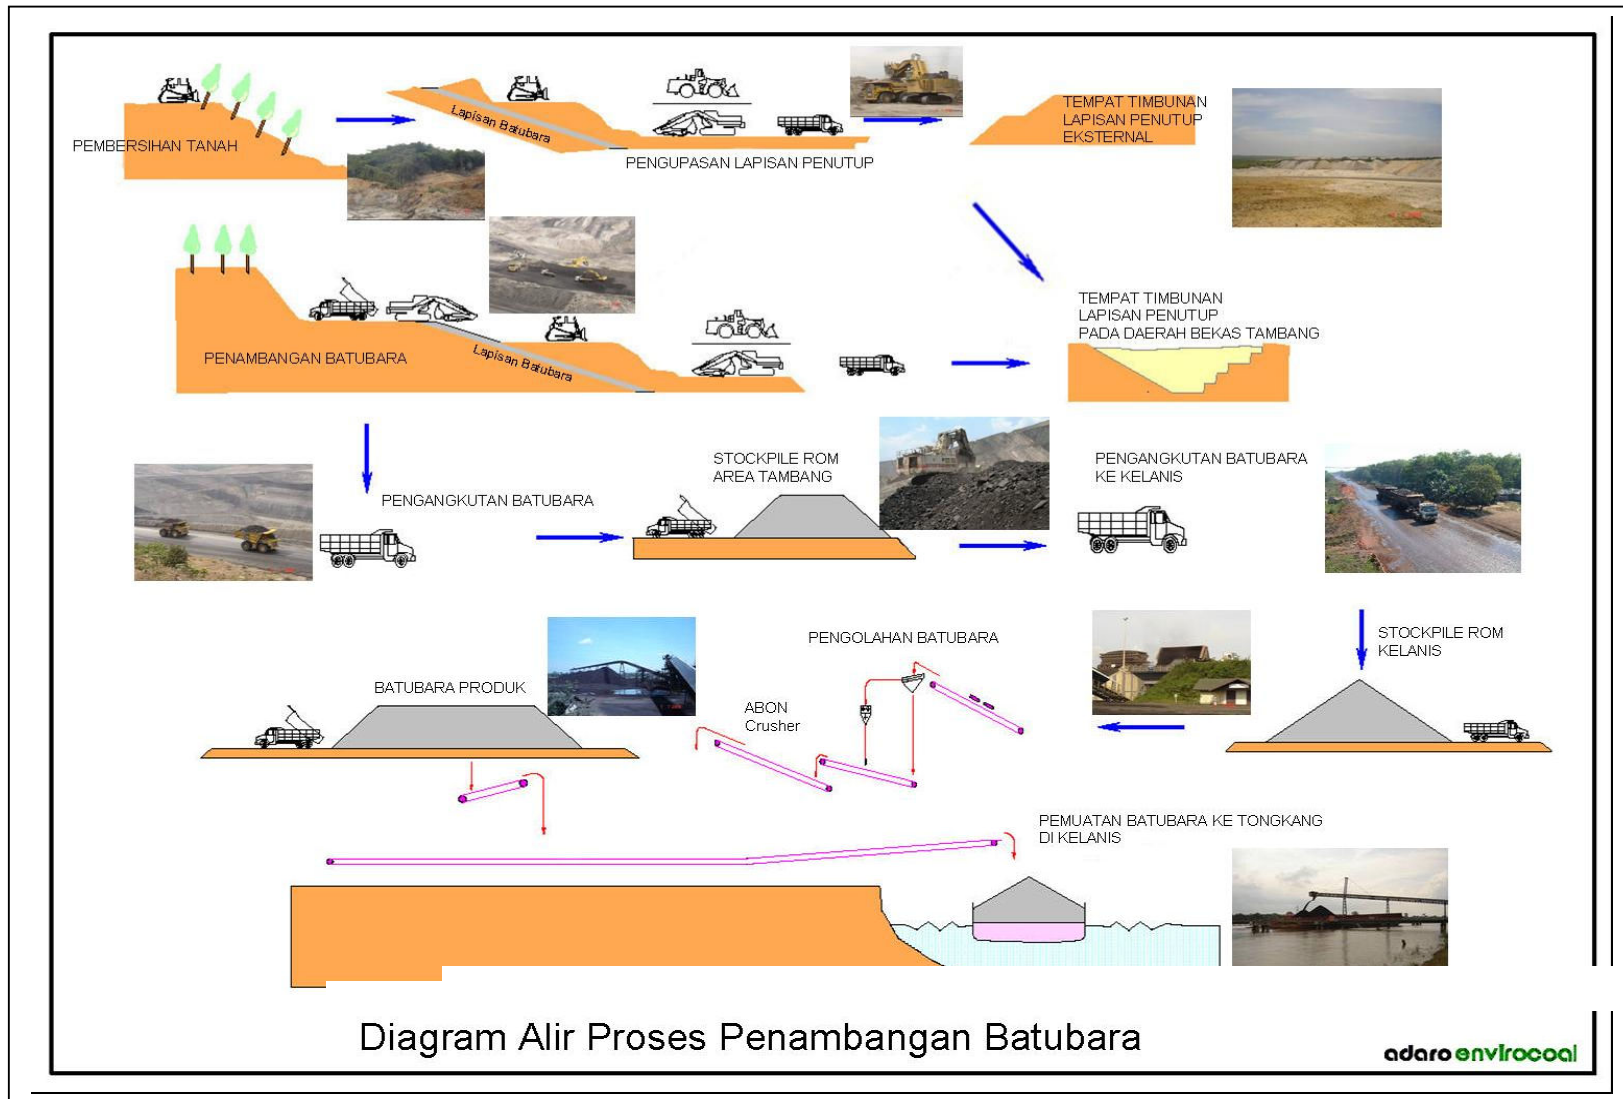 PEMBERSIHAN TANAH
Lapisan Batubara
PENGUPASAN LAPISAN PENUTUP
TEMPAT TIMBUNAN
LAPISAN PENUTUP
EKSTERNAL
PENAMBANGAN BATUBARA
Lapisan Batubara
TEMPAT TIMBUNAN
LAPISAN PENUTUP
PADA DAERAH BEKAS TAMBANG
PENGANGKUTAN BATUBARA
STOCKPILE ROM
AREA TAMBANG
PENGANGKUTAN BATUBARA
KE KELANIS
STOCKPILE ROM
KELANIS
PENGOLAHAN BATUBARA
ABON
Crusher
BATUBARA PRODUK
PEMUATAN BATUBARA KE TONGKANG
DI KELANIS
Diagram Alir Proses Penambangan Batubara
adaro envirocoal